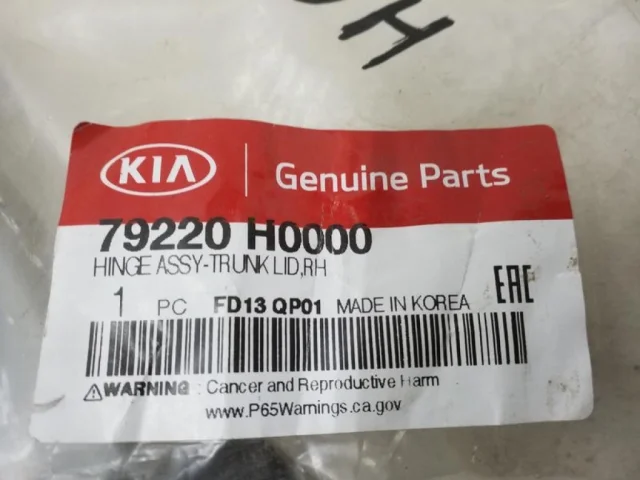 H
KIA Genuine Parts
79220 H0000
HINGE ASSY-TRUNK LID,RH
1 PC FD13 QP01 MADE IN KOREA EAC
WARNING : Cancer and Reproductive Harm
www.P65Warnings.ca.gov